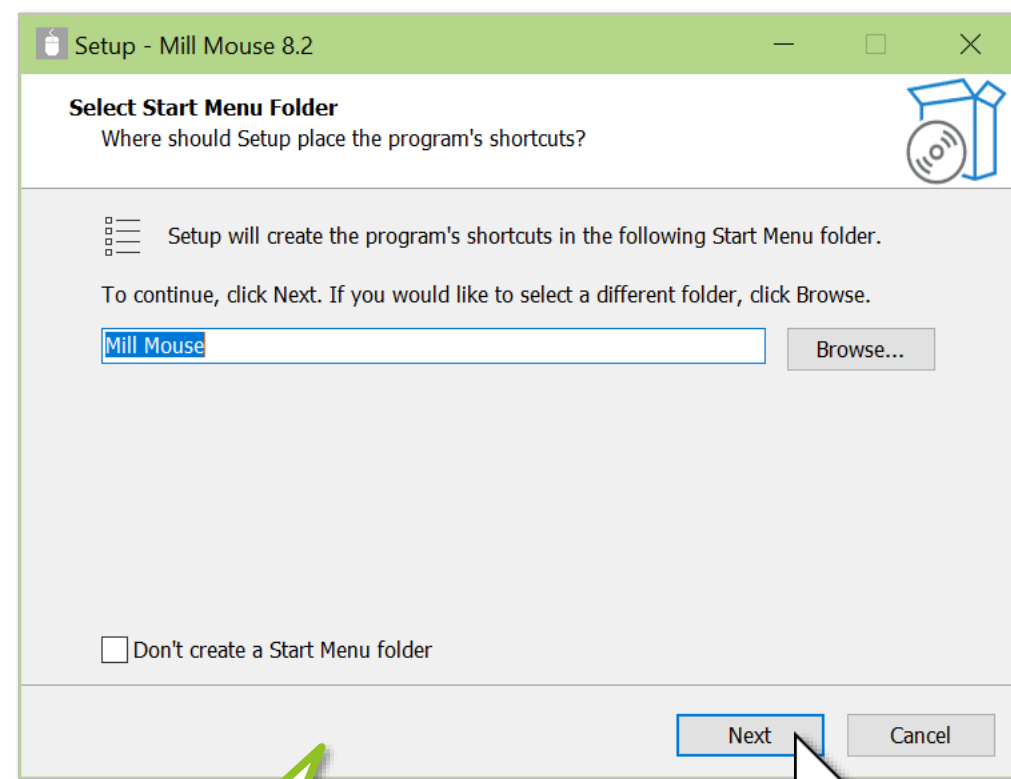 Setup - Mill Mouse 8.2
Select Start Menu Folder
Where should Setup place the program's shortcuts?
Setup will create the program's shortcuts in the following Start Menu folder.
To continue, click Next. If you would like to select a different folder, click Browse.
Mill Mouse
Browse...
Don't create a Start Menu folder
Next
Cancel